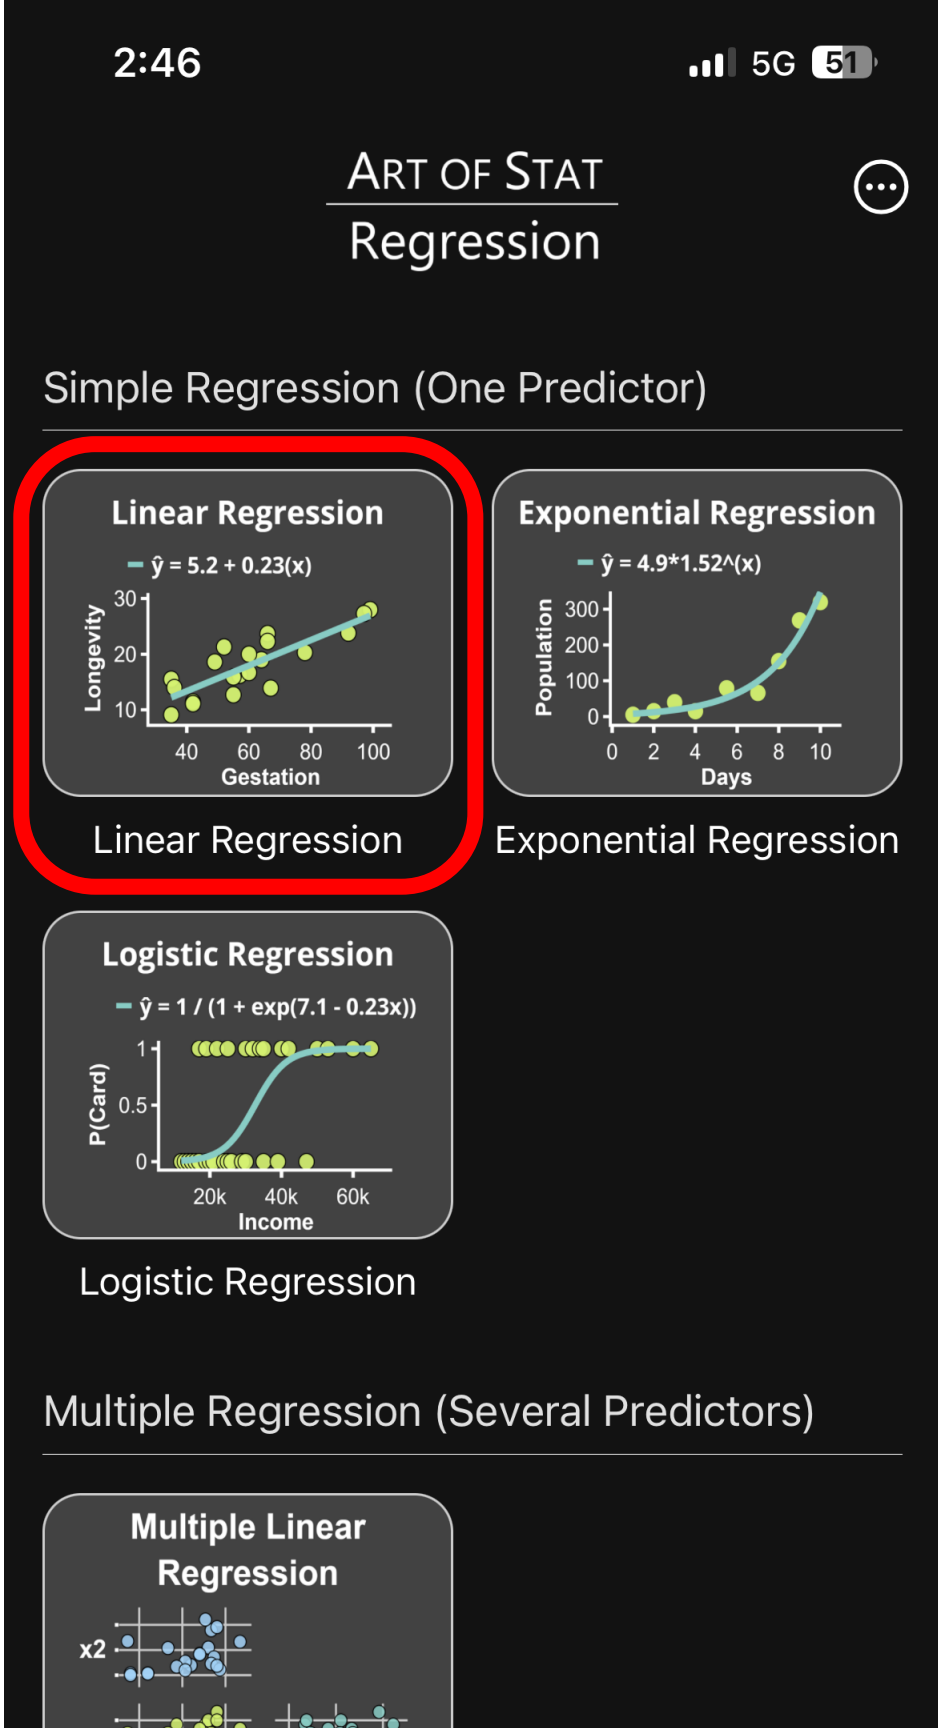 2:46
5G 51
ART OF STAT
Regression
Simple Regression (One Predictor)
Linear Regression
ŷ = 5.2 + 0.23(x)
Longevity
30
20
10
40 60 80 100
Gestation
Linear Regression
Exponential Regression
ŷ = 4.9*1.52^(x)
Population
300
200
100
0
0 2 4 6 8 10
Days
Exponential Regression
Logistic Regression
ŷ = 1 / (1 + exp(7.1 - 0.23x))
P(Card)
1
0.5
0
20k 40k 60k
Income
Logistic Regression
Multiple Regression (Several Predictors)
Multiple Linear
Regression
x2